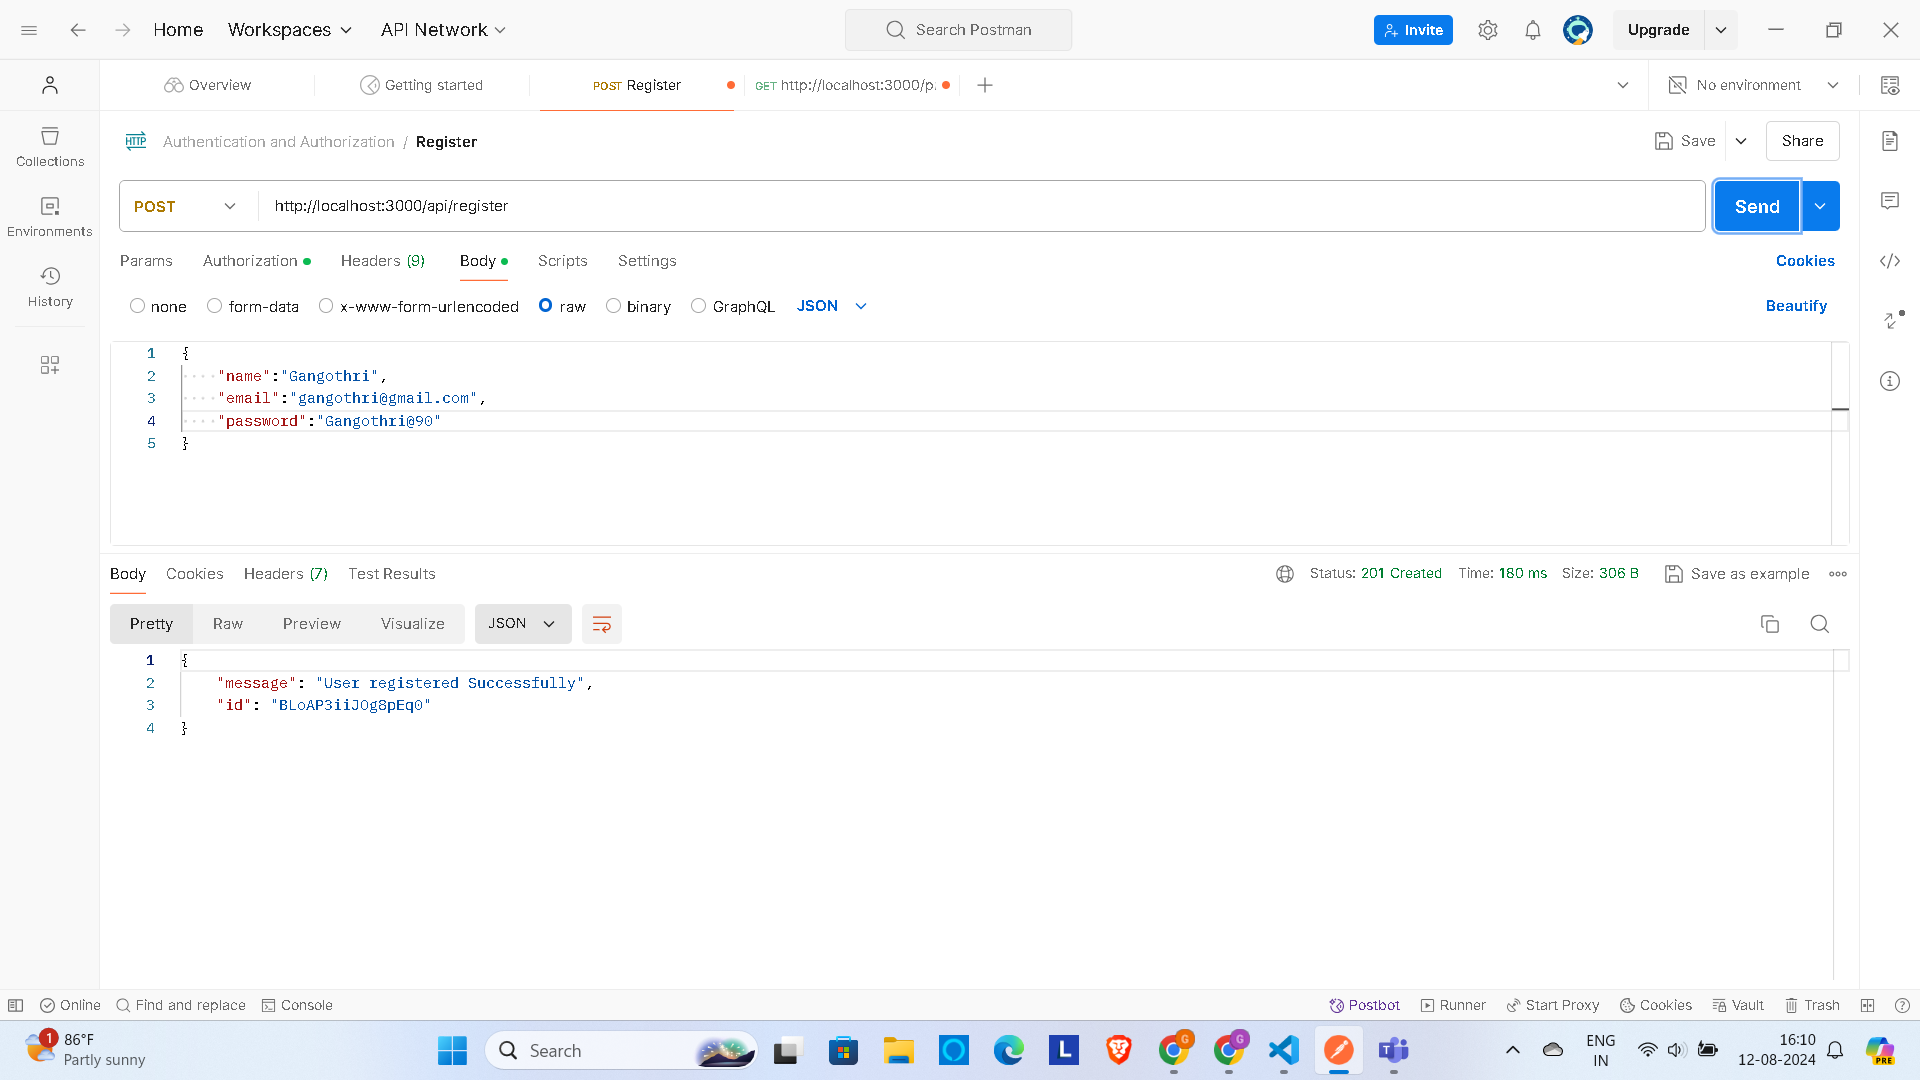 Home Workspaces API Network Search Postman Invite Upgrade
Overview Getting started POST Register GET http://localhost:3000/p. No environment
HTTP Authentication and Authorization / Register Save Share
Collections
POST http://localhost:3000/api/register Send
Environments
Params Authorization Headers (9) Body Scripts Settings Cookies
History
none form-data x-www-form-urlencoded raw binary GraphQL JSON Beautify
1 {
2 "name":"Gangothri",
3 "email":"gangothri@gmail.com",
4 "password":"Gangothri@90"
5 }
Body Cookies Headers (7) Test Results Status: 201 Created Time: 180 ms Size: 306 B Save as example
Pretty Raw Preview Visualize JSON
1 {
2 "message": "User registered Successfully",
3 "id": "BLoAP3iiJOg8pEq0"
4 }
Online Find and replace Console Postbot Runner Start Proxy Cookies Vault Trash
1 86°F
Partly sunny
Search
L
G
G
ENG
IN
16:10
12-08-2024
PRE